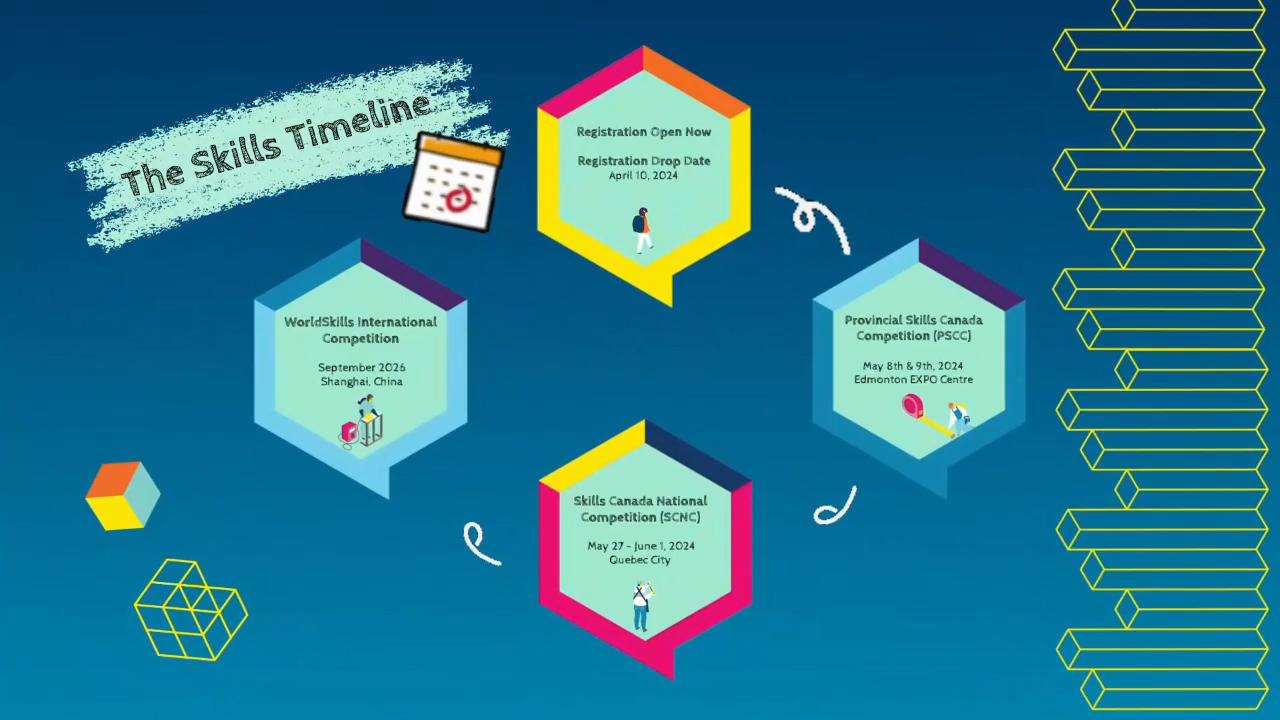 The Skills Timeline
Registration Open Now
Registration Drop Date
April 10, 2024
Provincial Skills Canada
Competition (PSCC)
May 8th & 9th, 2024
Edmonton EXPO Centre
Skills Canada National
Competition (SCNC)
May 27 - June 1, 2024
Quebec City
WorldSkills International
Competition
September 2026
Shanghai, China